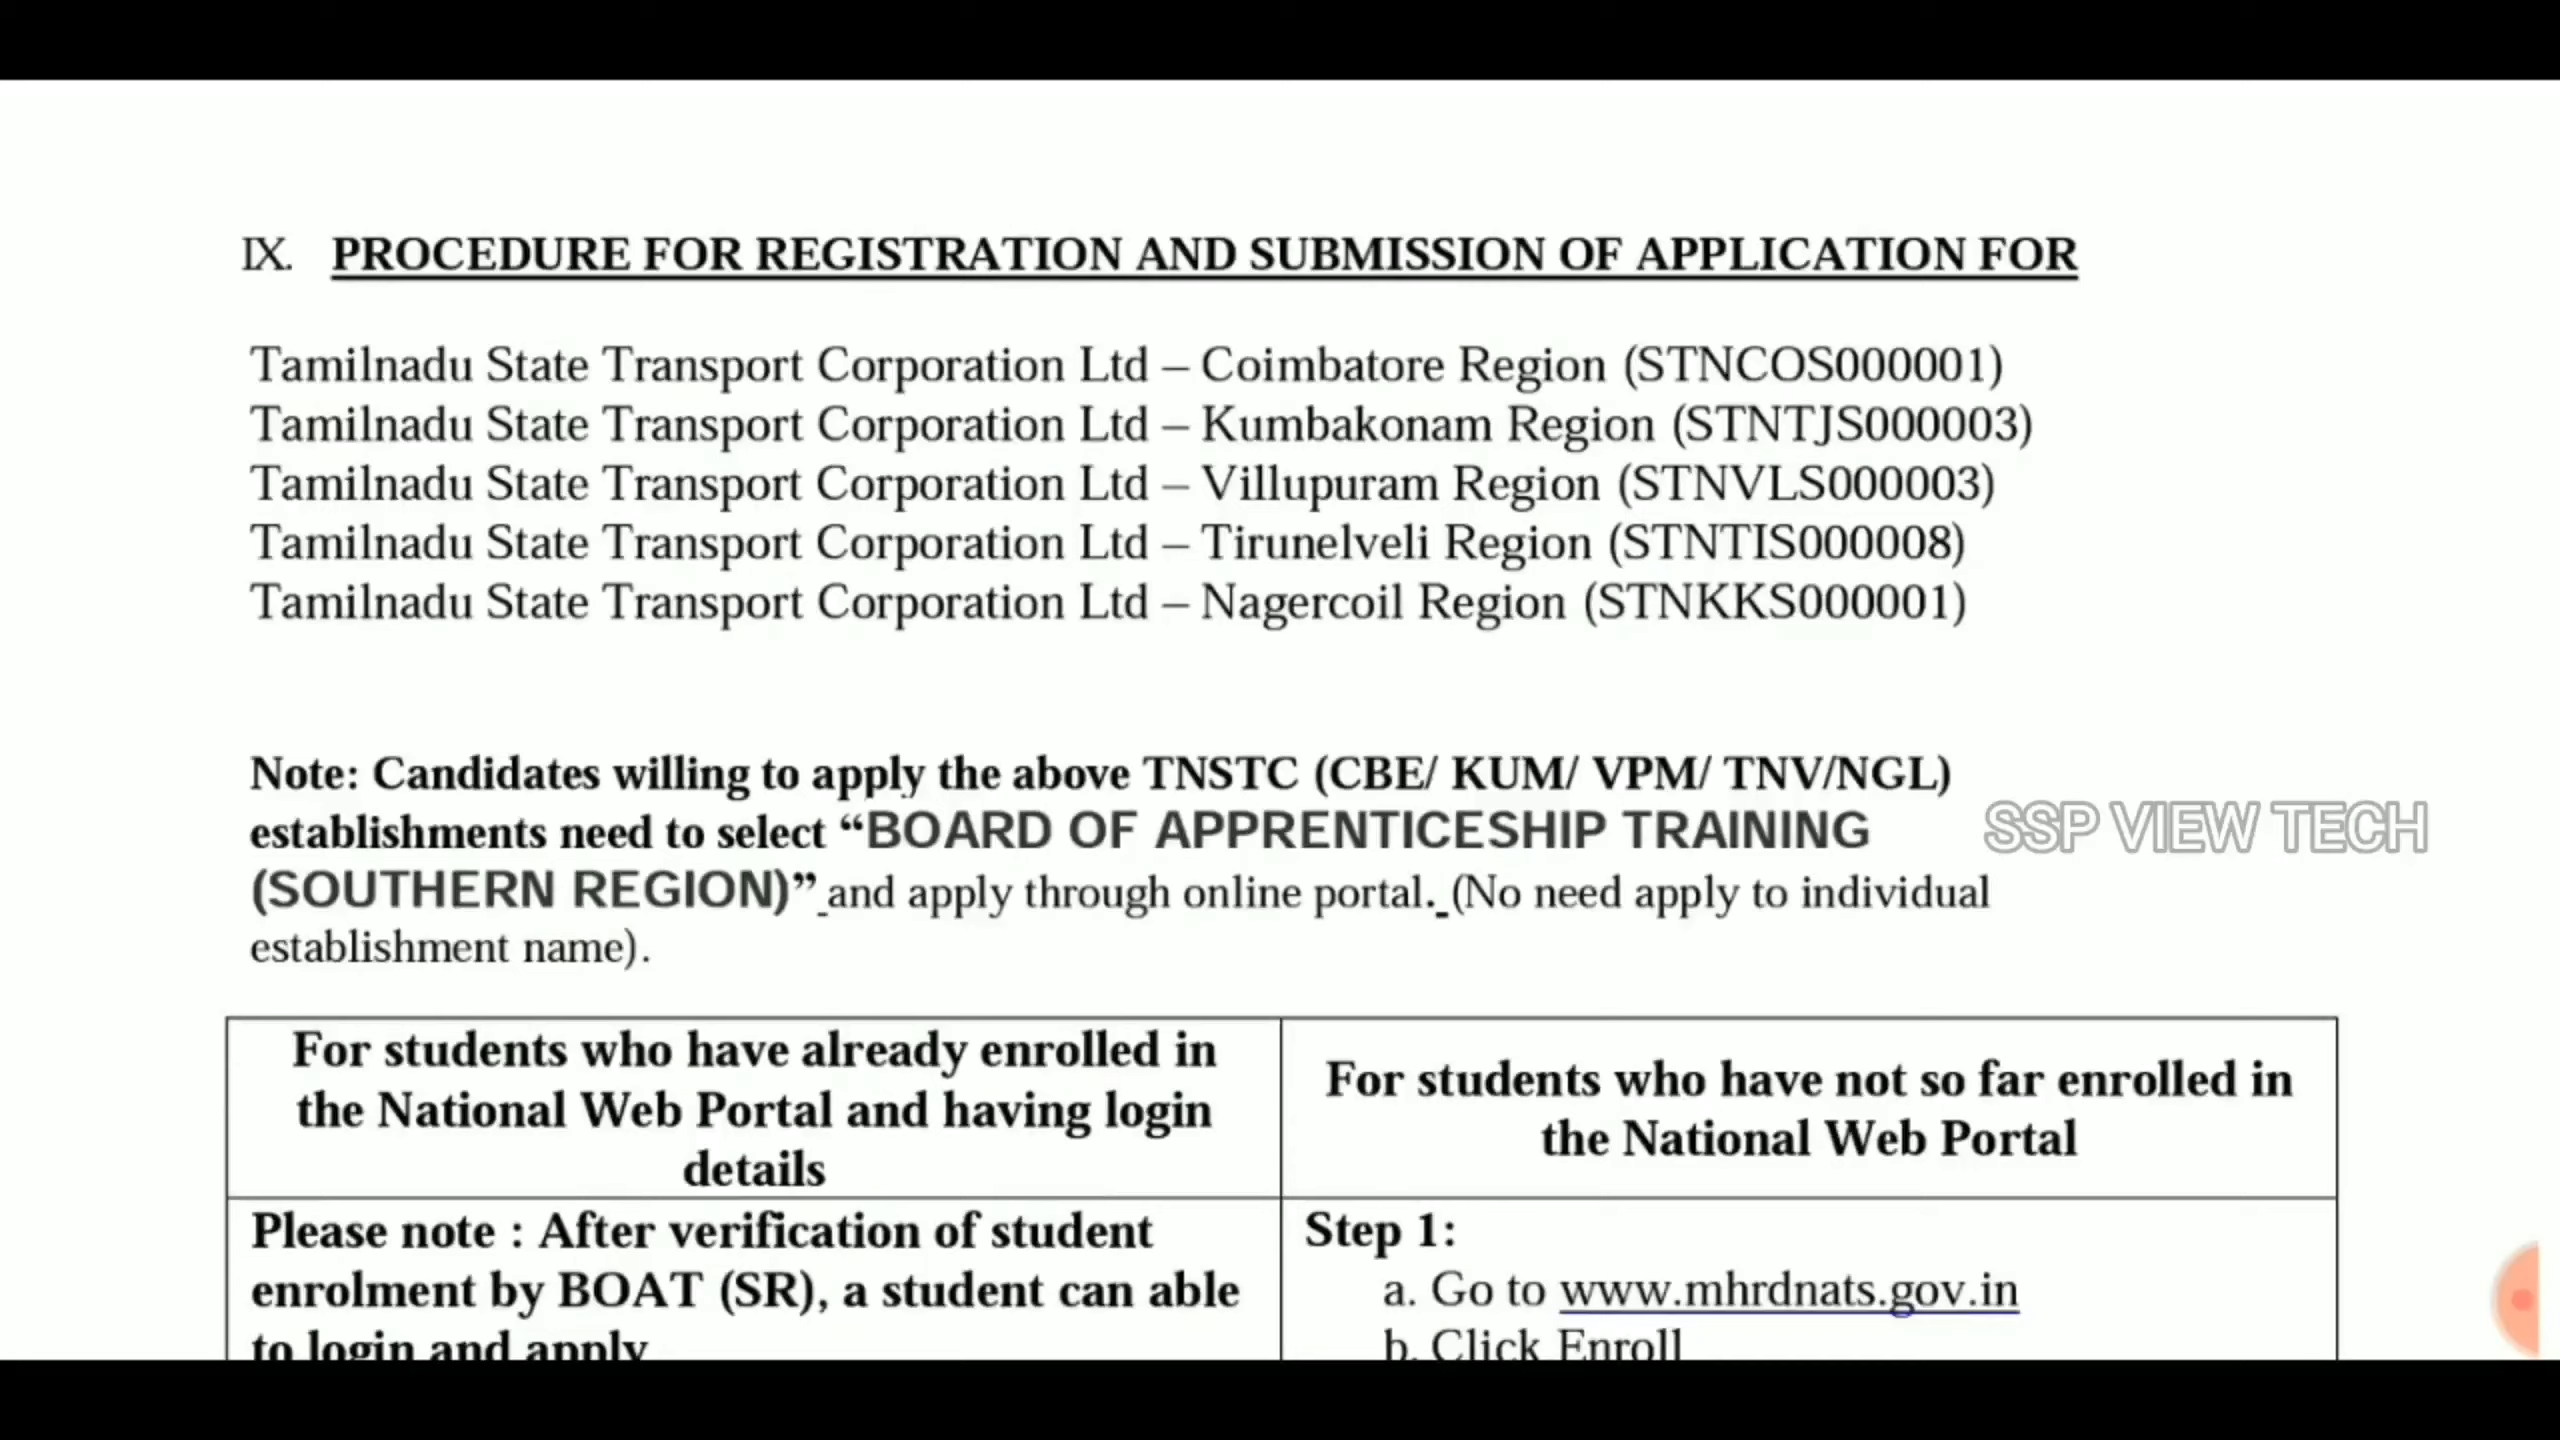 IX. PROCEDURE FOR REGISTRATION AND SUBMISSION OF APPLICATION FOR
Tamilnadu State Transport Corporation Ltd – Coimbatore Region (STNCOS000001)
Tamilnadu State Transport Corporation Ltd – Kumbakonam Region (STNTJS000003)
Tamilnadu State Transport Corporation Ltd – Villupuram Region (STNVLS000003)
Tamilnadu State Transport Corporation Ltd – Tirunelveli Region (STNTIS000008)
Tamilnadu State Transport Corporation Ltd – Nagercoil Region (STNKKS000001)
Note: Candidates willing to apply the above TNSTC (CBE/ KUM/ VPM/ TNV/NGL)
establishments need to select “BOARD OF APPRENTICESHIP TRAINING
(SOUTHERN REGION)” and apply through online portal. (No need apply to individual
establishment name).
SSP VIEW TECH
For students who have already enrolled in
the National Web Portal and having login
details
For students who have not so far enrolled in
the National Web Portal
Please note : After verification of student
enrolment by BOAT (SR), a student can able
to login and apply
Step 1:
a. Go to www.mhrdnats.gov.in
b. Click Enroll